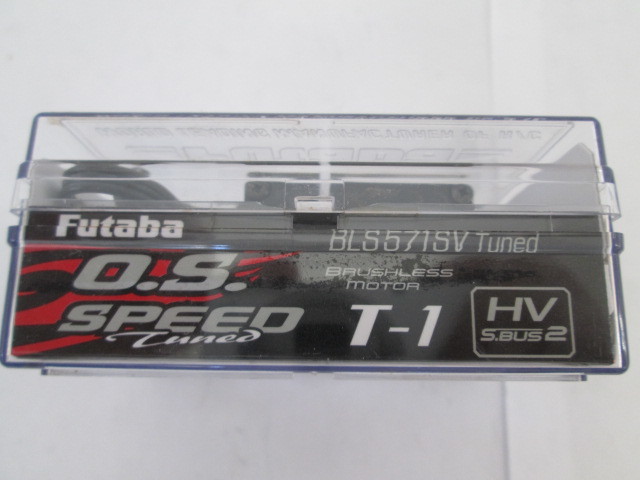 Futaba
BLS571SV Tuned
O.S.
SPEED
Tuned
BRUSHLESS
MOTOR
T-1
HV
S.BUS2